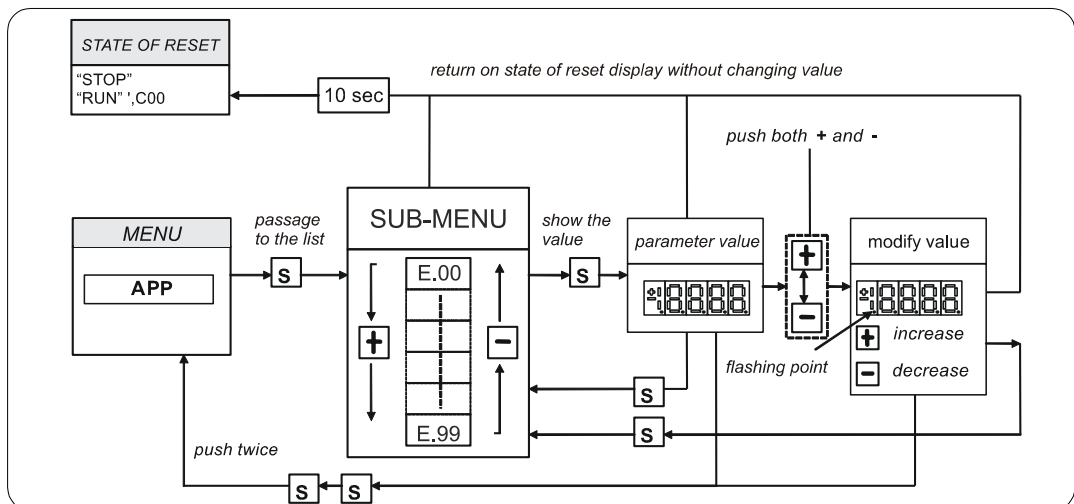 STATE OF RESET
“STOP”
“RUN” ',C00
return on state of reset display without changing value
10 sec
push both + and -
MENU
APP
passage
to the list
S
SUB-MENU
E.00
+
-
E.99
show the
value
S
parameter value
+
-
modify value
flashing point
+ increase
- decrease
S
S
push twice
S
S